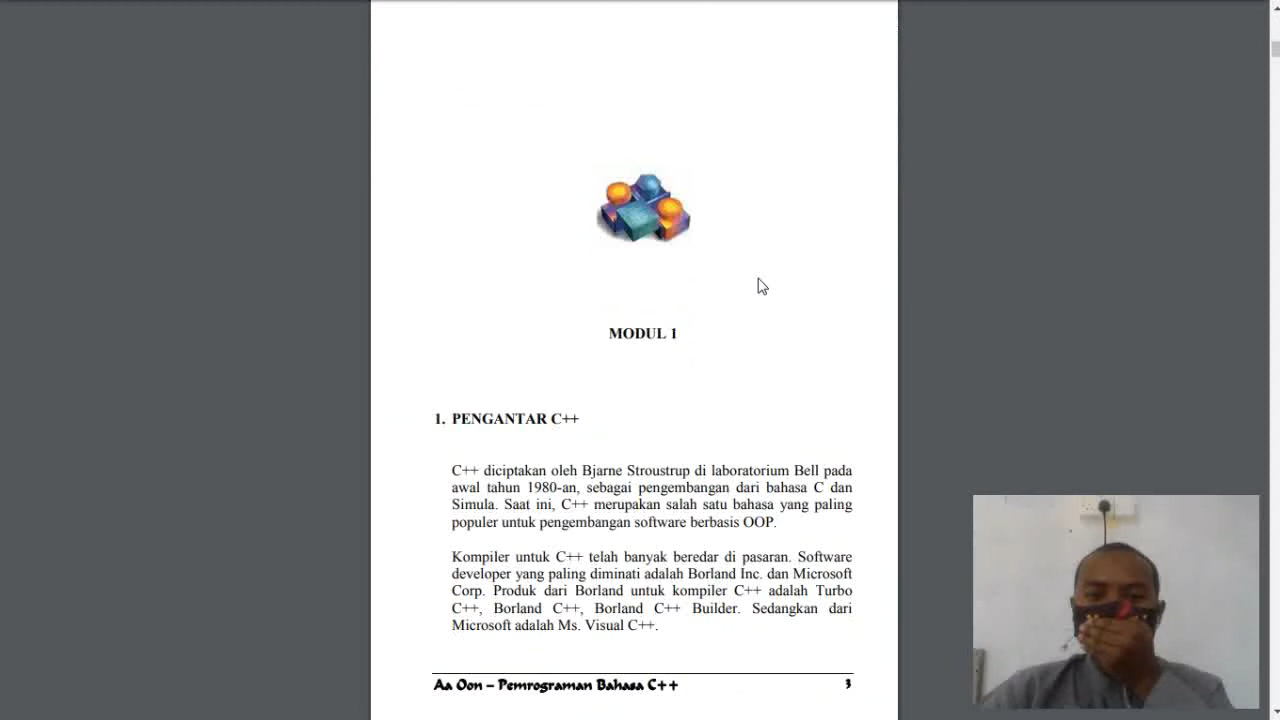 MODUL 1
1. PENGANTAR C++
C++ diciptakan oleh Bjarne Stroustrup di laboratorium Bell pada
awal tahun 1980-an, sebagai pengembangan dari bahasa C dan
Simula. Saat ini, C++ merupakan salah satu bahasa yang paling
populer untuk pengembangan software berbasis OOP.
Kompiler untuk C++ telah banyak beredar di pasaran. Software
developer yang paling diminati adalah Borland Inc. dan Microsoft
Corp. Produk dari Borland untuk kompiler C++ adalah Turbo
C++, Borland C++, Borland C++ Builder. Sedangkan dari
Microsoft adalah Ms. Visual C++.
Aa Oon – Pemrograman Bahasa C++ 3